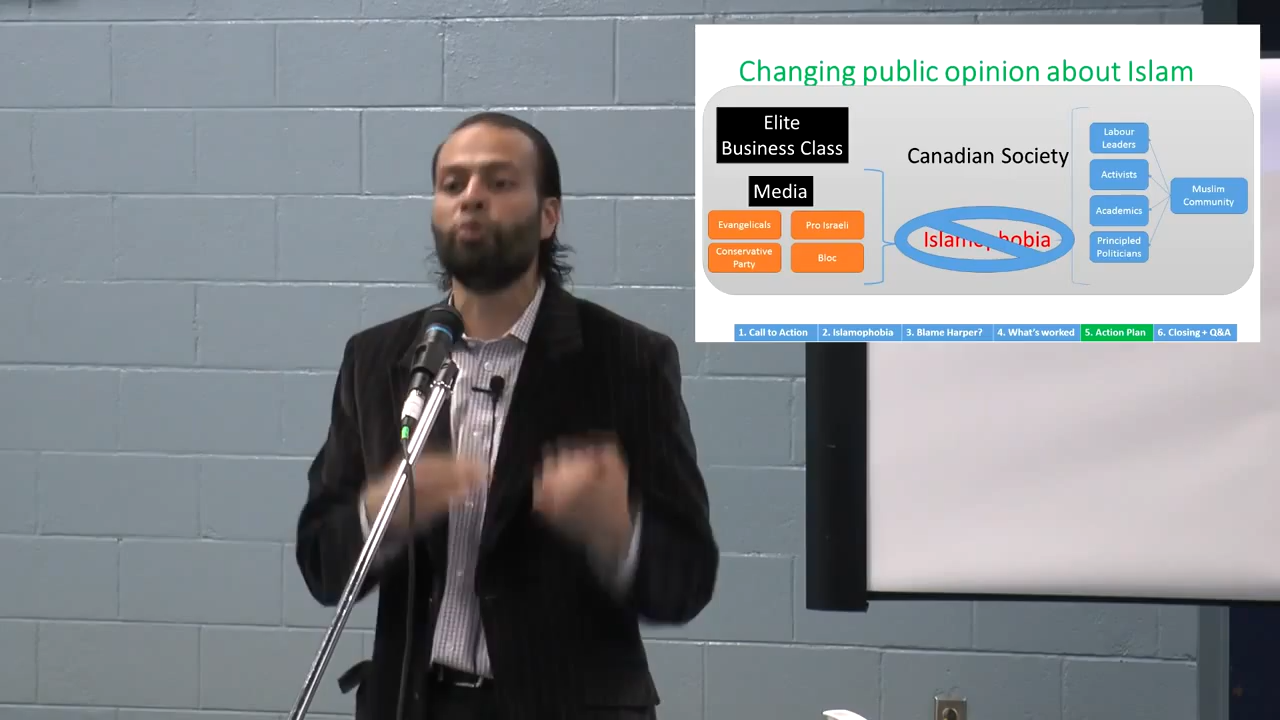 Changing public opinion about Islam
Elite
Business Class
Media
Evangelicals
Pro Israeli
Conservative
Party
Bloc
Canadian Society
Islamophobia
Labour
Leaders
Activists
Academics
Principled
Politicians
Muslim
Community
1. Call to Action
2. Islamophobia
3. Blame Harper?
4. What's worked
5. Action Plan
6. Closing + Q&A